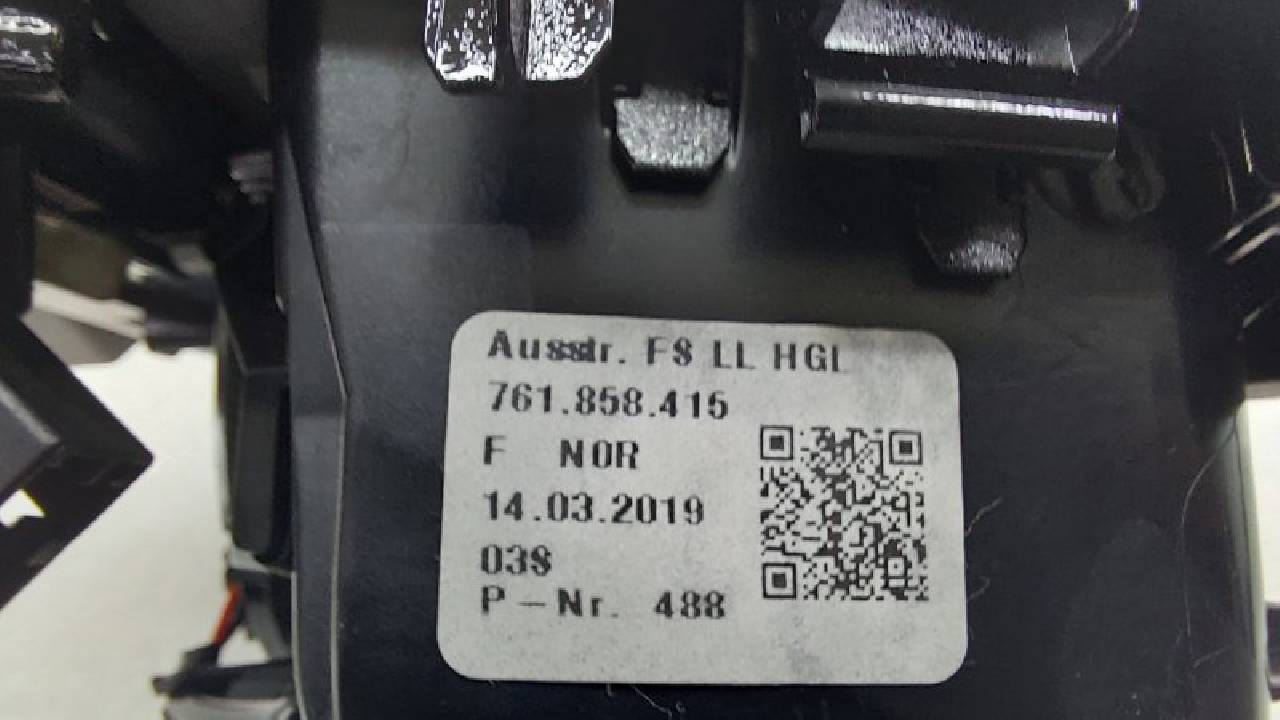 Ausstr. FS LL HGL
761.858.415
F NOR
14.03.2019
03S
P-Nr. 488